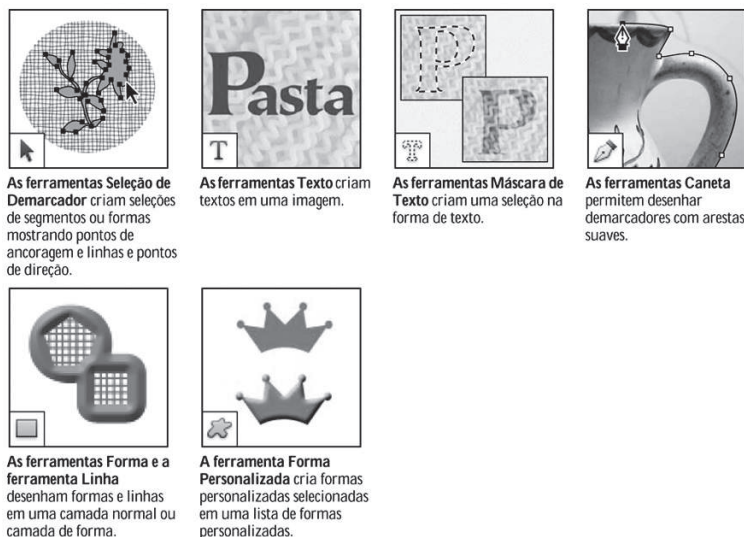 Pasta
T
T
P
P
As ferramentas Seleção de
Demarcador criam seleções
de segmentos ou formas
mostrando pontos de
ancoragem e linhas e pontos
de direção.
As ferramentas Texto criam
textos em uma imagem.
As ferramentas Máscara de
Texto criam uma seleção na
forma de texto.
As ferramentas Caneta
permitem desenhar
demarcadores com arestas
suaves.
As ferramentas Forma e a
ferramenta Linha
desenham formas e linhas
em uma camada normal ou
camada de forma.
A ferramenta Forma
Personalizada cria formas
personalizadas selecionadas
em uma lista de formas
personalizadas.